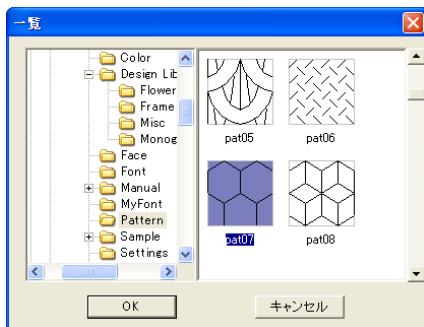 一覧
Color
Design Lib
Flower
Frame
Misc
Monog
Face
Font
Manual
MyFont
Pattern
Sample
Settings
pat05
pat06
pat07
pat08
OK
キャンセル